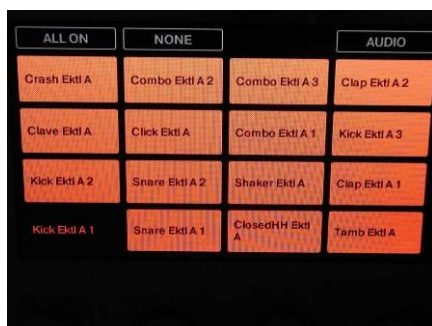 ALL ON NONE AUDIO
Crash Ektl A Combo Ektl A 2 Combo Ektl A 3 Clap Ektl A 2
Clave Ektl A Click Ektl A Combo Ektl A 1 Kick Ektl A 3
Kick Ektl A 2 Snare Ektl A 2 Shaker Ektl A Clap Ektl A 1
Kick Ektl A 1 Snare Ektl A 1 ClosedHH Ektl
A Tamb Ektl A